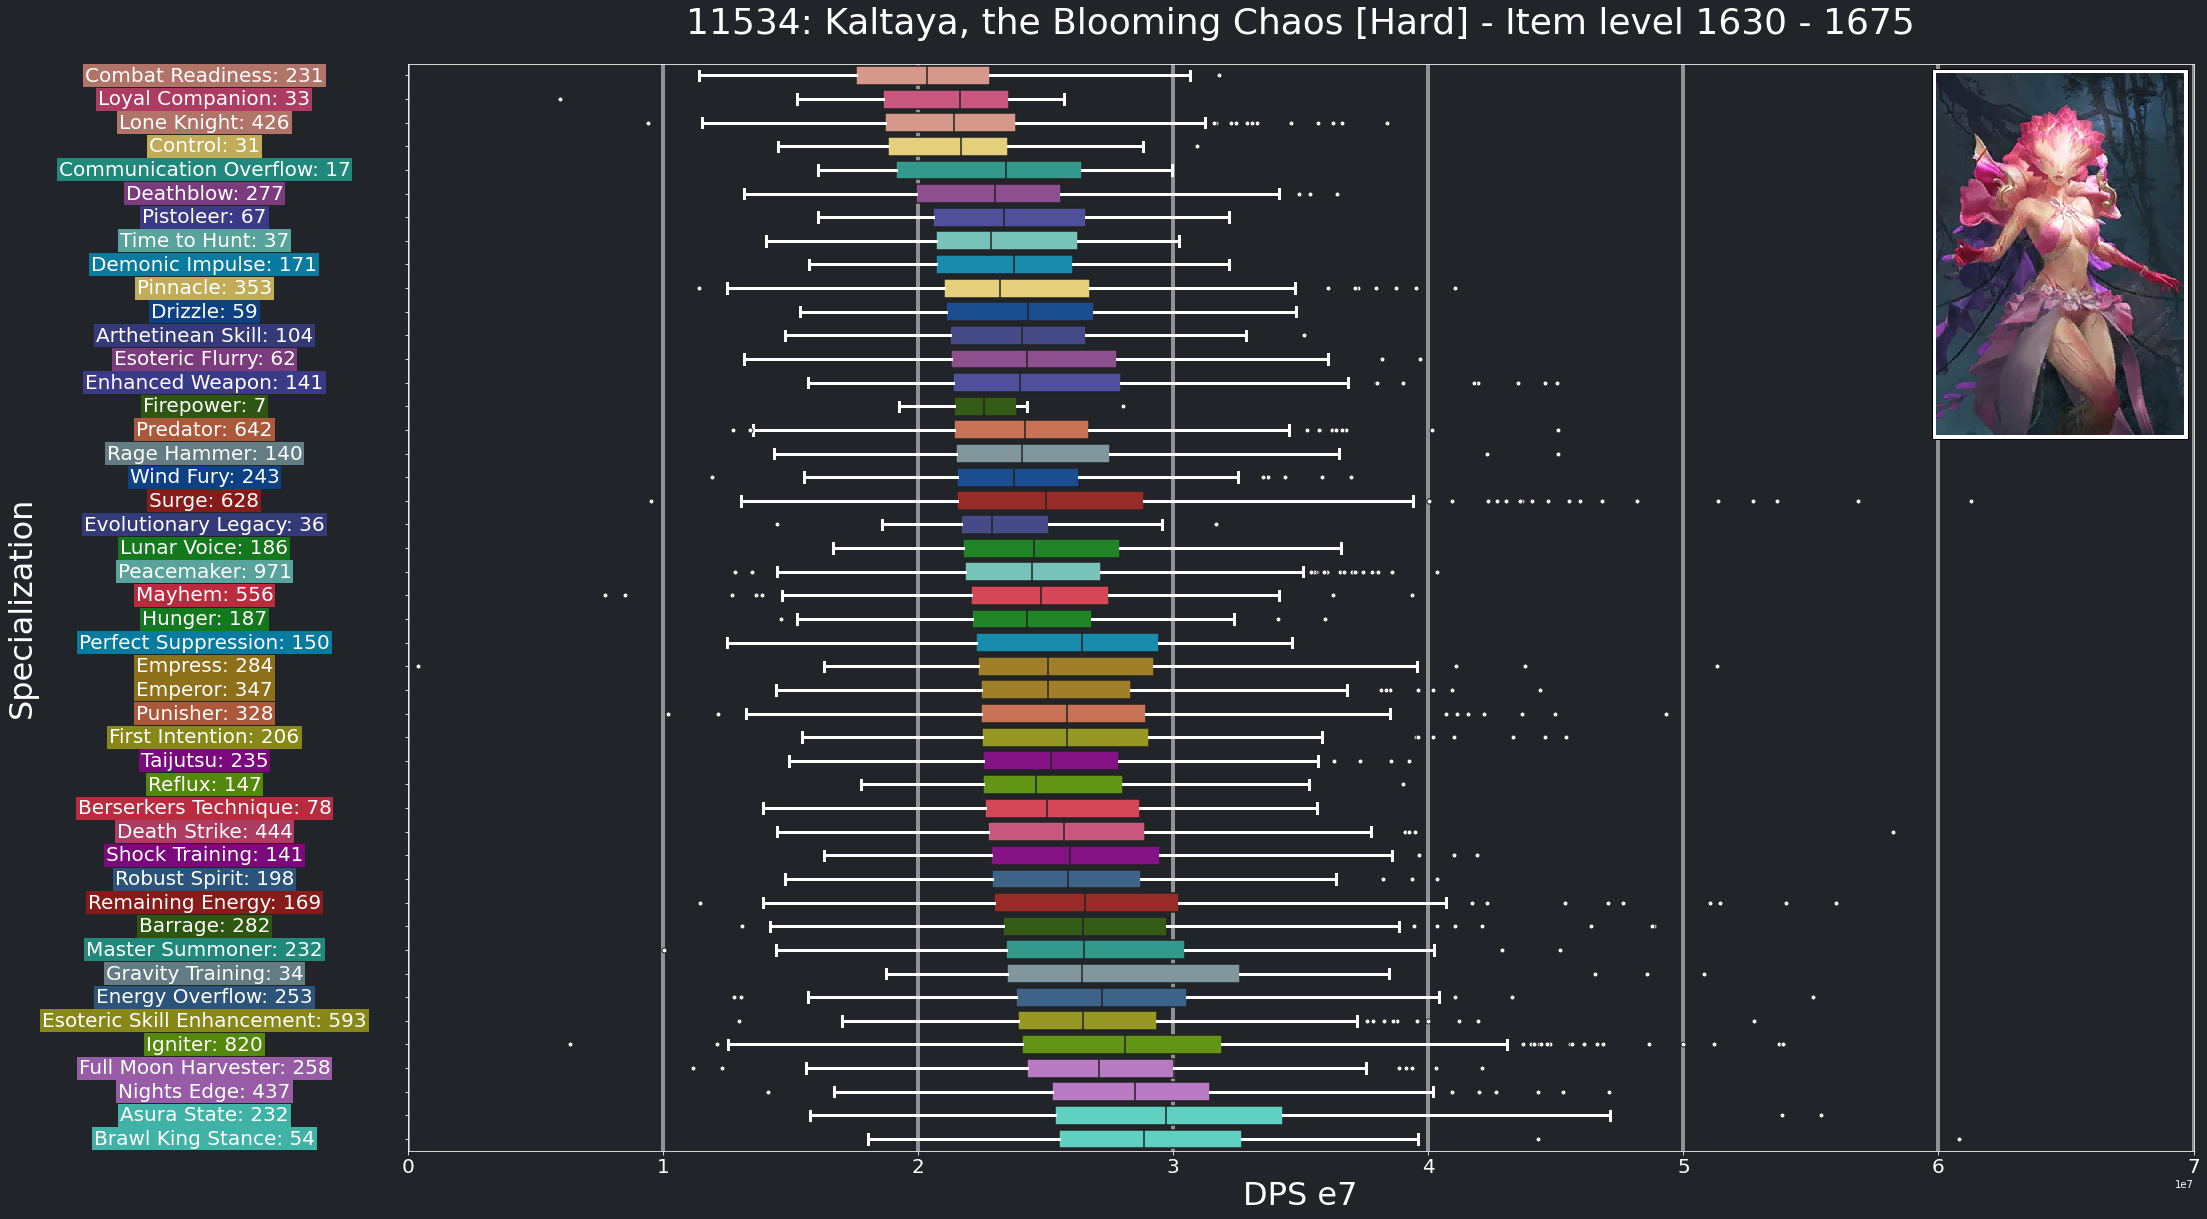 11534: Kaltaya, the Blooming Chaos [Hard] - Item level 1630 - 1675
Specialization
Combat Readiness: 231
Loyal Companion: 33
Lone Knight: 426
Control: 31
Communication Overflow: 17
Deathblow: 277
Pistoleer: 67
Time to Hunt: 37
Demonic Impulse: 171
Pinnacle: 353
Drizzle: 59
Arthetinean Skill: 104
Esoteric Flurry: 62
Enhanced Weapon: 141
Firepower: 7
Predator: 642
Rage Hammer: 140
Wind Fury: 243
Surge: 628
Evolutionary Legacy: 36
Lunar Voice: 186
Peacemaker: 971
Mayhem: 556
Hunger: 187
Perfect Suppression: 150
Empress: 284
Emperor: 347
Punisher: 328
First Intention: 206
Taijutsu: 235
Reflux: 147
Berserkers Technique: 78
Death Strike: 444
Shock Training: 141
Robust Spirit: 198
Remaining Energy: 169
Barrage: 282
Master Summoner: 232
Gravity Training: 34
Energy Overflow: 253
Esoteric Skill Enhancement: 593
Igniter: 820
Full Moon Harvester: 258
Nights Edge: 437
Asura State: 232
Brawl King Stance: 54
0 1 2 3 4 5 6 7
1e7
DPS e7